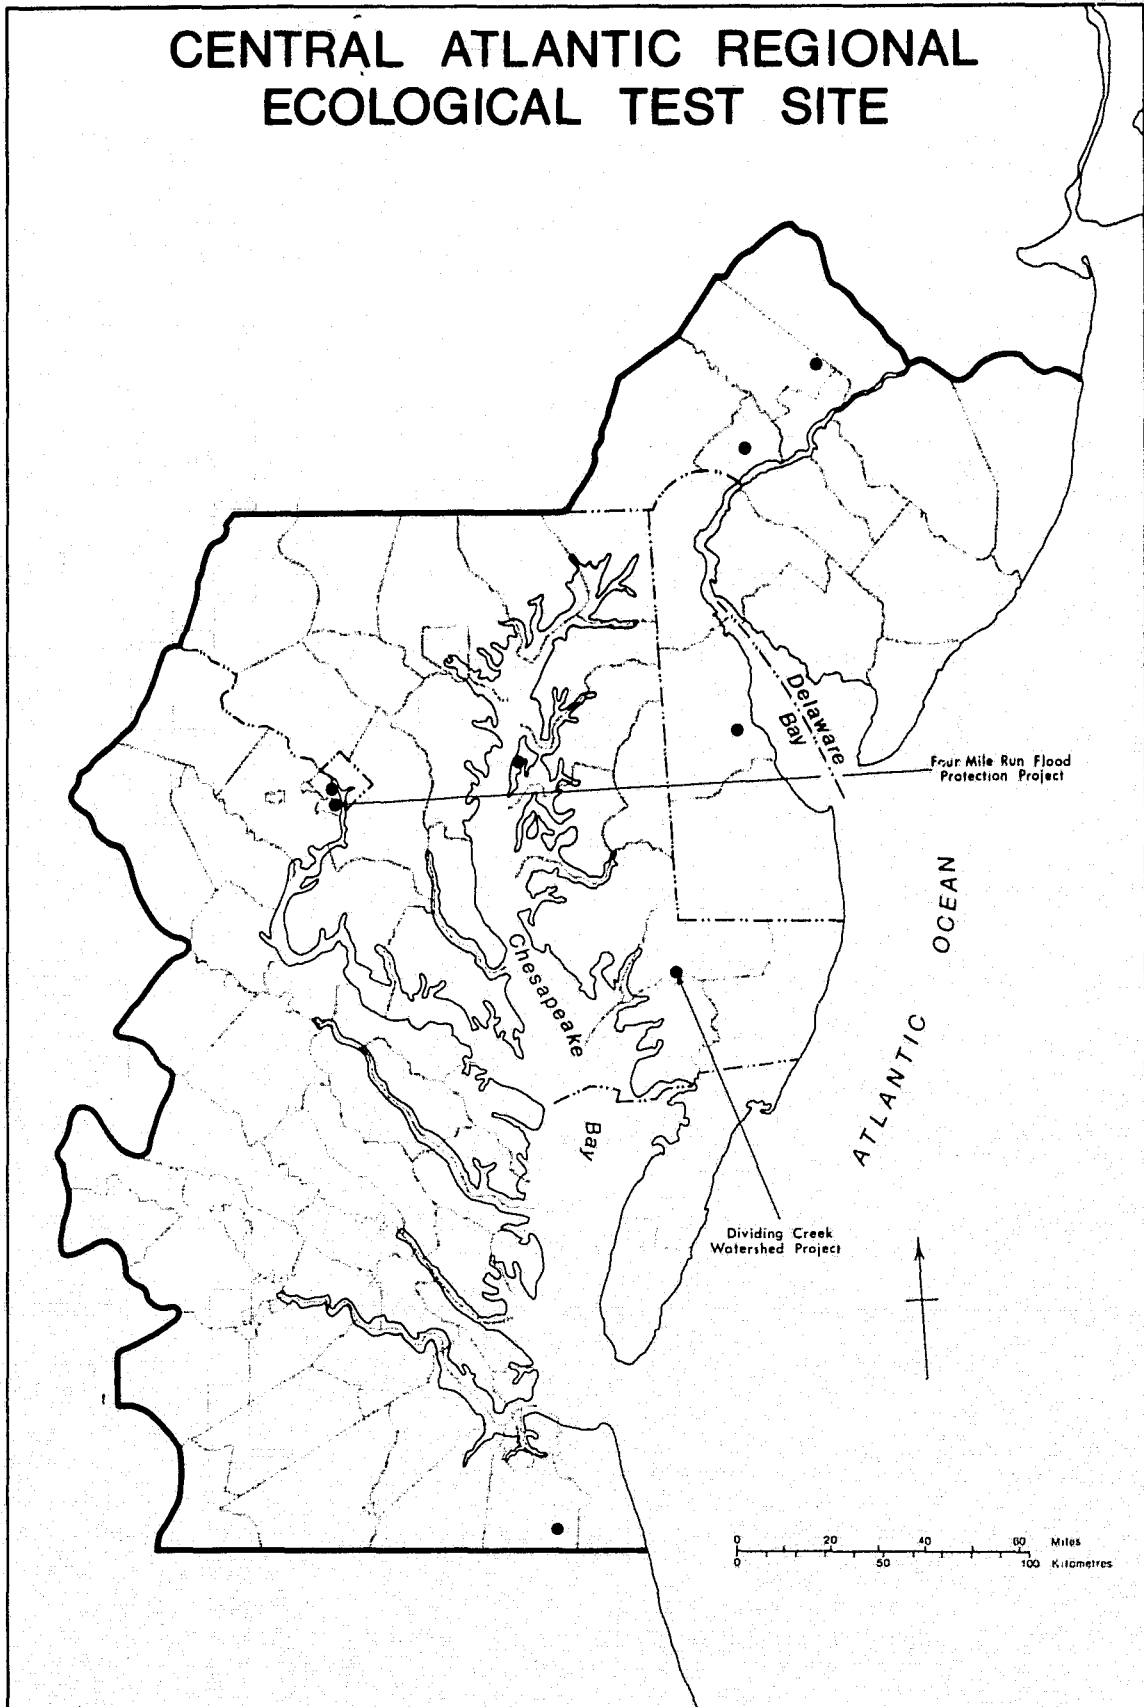 CENTRAL ATLANTIC REGIONAL
ECOLOGICAL TEST SITE
Delaware
Bay
Four Mile Run Flood
Protection Project
ATLANTIC OCEAN
Chesapeake
Bay
Dividing Creek
Watershed Project
0 20 40 60 Miles
0 50 100 Kilometres